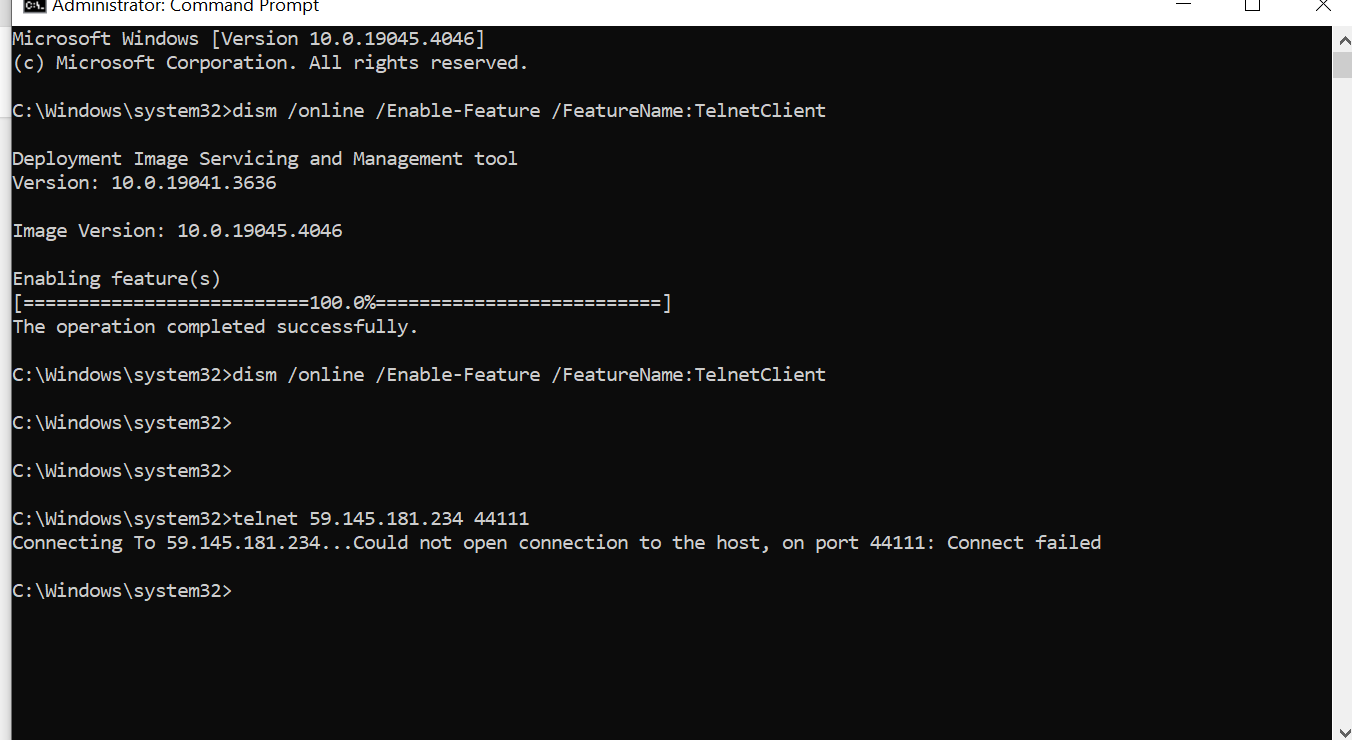 Administrator: Command Prompt
Microsoft Windows [Version 10.0.19045.4046]
(c) Microsoft Corporation. All rights reserved.
C:\Windows\system32>dism /online /Enable-Feature /FeatureName:TelnetClient
Deployment Image Servicing and Management tool
Version: 10.0.19041.3636
Image Version: 10.0.19045.4046
Enabling feature(s)
[==========================100.0%==========================]
The operation completed successfully.
C:\Windows\system32>dism /online /Enable-Feature /FeatureName:TelnetClient
C:\Windows\system32>
C:\Windows\system32>
C:\Windows\system32>telnet 59.145.181.234 44111
Connecting To 59.145.181.234...Could not open connection to the host, on port 44111: Connect failed
C:\Windows\system32>